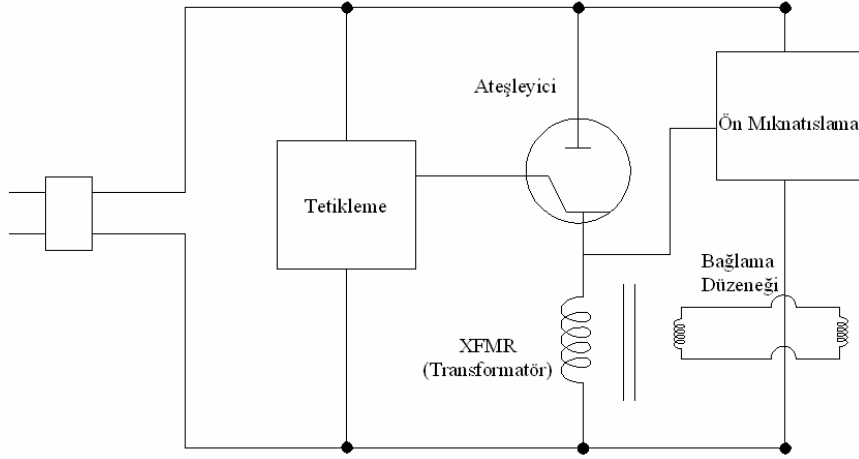 Ateşleyici
Ön Mıknatıslama
Tetikleme
Bağlama
Düzeneği
XFMR
(Transformatör)